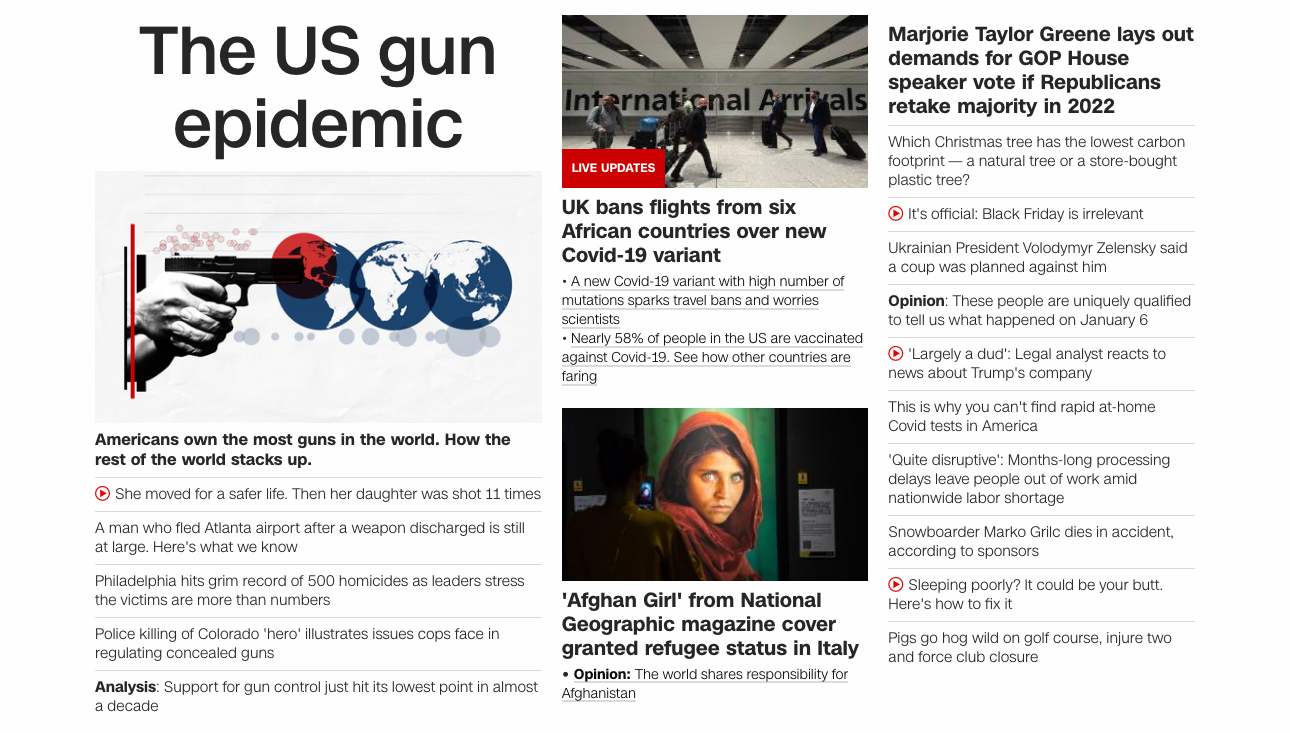 The US gun
epidemic
Americans own the most guns in the world. How the
rest of the world stacks up.
She moved for a safer life. Then her daughter was shot 11 times
A man who fled Atlanta airport after a weapon discharged is still
at large. Here's what we know
Philadelphia hits grim record of 500 homicides as leaders stress
the victims are more than numbers
Police killing of Colorado 'hero' illustrates issues cops face in
regulating concealed guns
Analysis: Support for gun control just hit its lowest point in almost
a decade
International Arrivals
LIVE UPDATES
UK bans flights from six
African countries over new
Covid-19 variant
• A new Covid-19 variant with high number of
mutations sparks travel bans and worries
scientists
• Nearly 58% of people in the US are vaccinated
against Covid-19. See how other countries are
faring
'Afghan Girl' from National
Geographic magazine cover
granted refugee status in Italy
• Opinion: The world shares responsibility for
Afghanistan
Marjorie Taylor Greene lays out
demands for GOP House
speaker vote if Republicans
retake majority in 2022
Which Christmas tree has the lowest carbon
footprint — a natural tree or a store-bought
plastic tree?
It's official: Black Friday is irrelevant
Ukrainian President Volodymyr Zelensky said
a coup was planned against him
Opinion: These people are uniquely qualified
to tell us what happened on January 6
'Largely a dud': Legal analyst reacts to
news about Trump's company
This is why you can't find rapid at-home
Covid tests in America
'Quite disruptive': Months-long processing
delays leave people out of work amid
nationwide labor shortage
Snowboarder Marko Grilc dies in accident,
according to sponsors
Sleeping poorly? It could be your butt.
Here's how to fix it
Pigs go hog wild on golf course, injure two
and force club closure